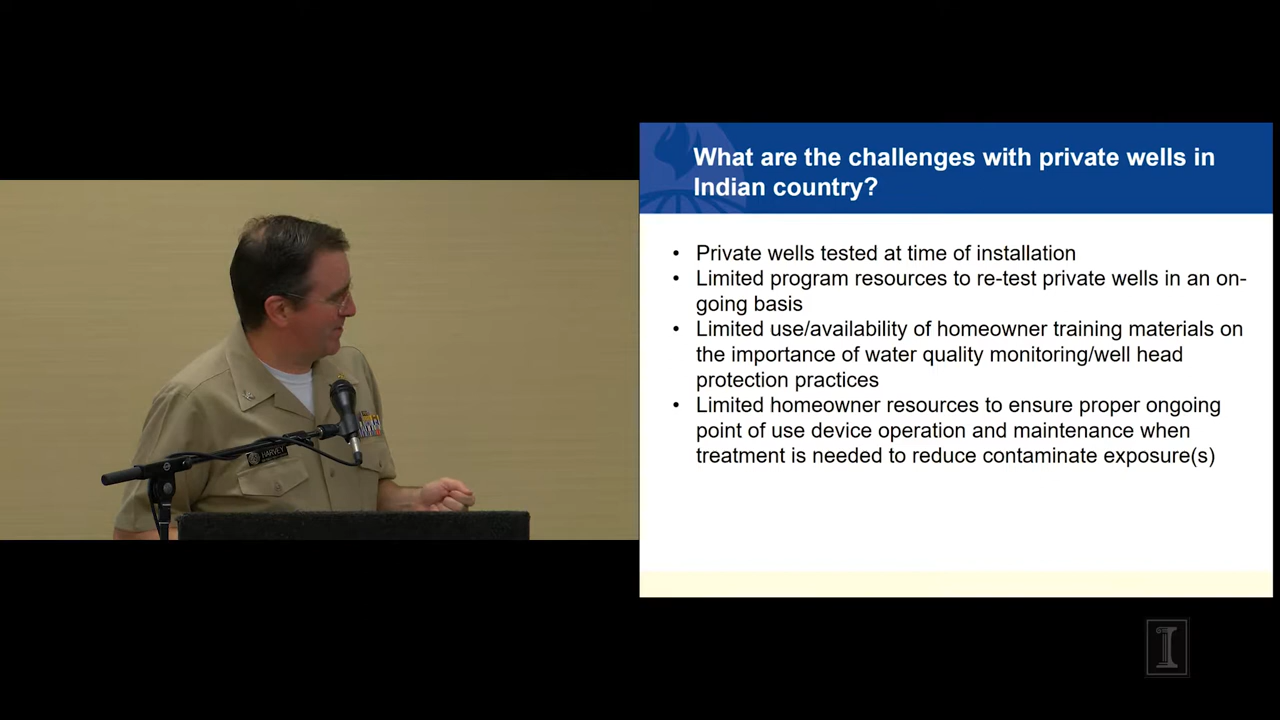 What are the challenges with private wells in
Indian country?
• Private wells tested at time of installation
• Limited program resources to re-test private wells in an on-
going basis
• Limited use/availability of homeowner training materials on
the importance of water quality monitoring/well head
protection practices
• Limited homeowner resources to ensure proper ongoing
point of use device operation and maintenance when
treatment is needed to reduce contaminate exposure(s)
HARVEY
I